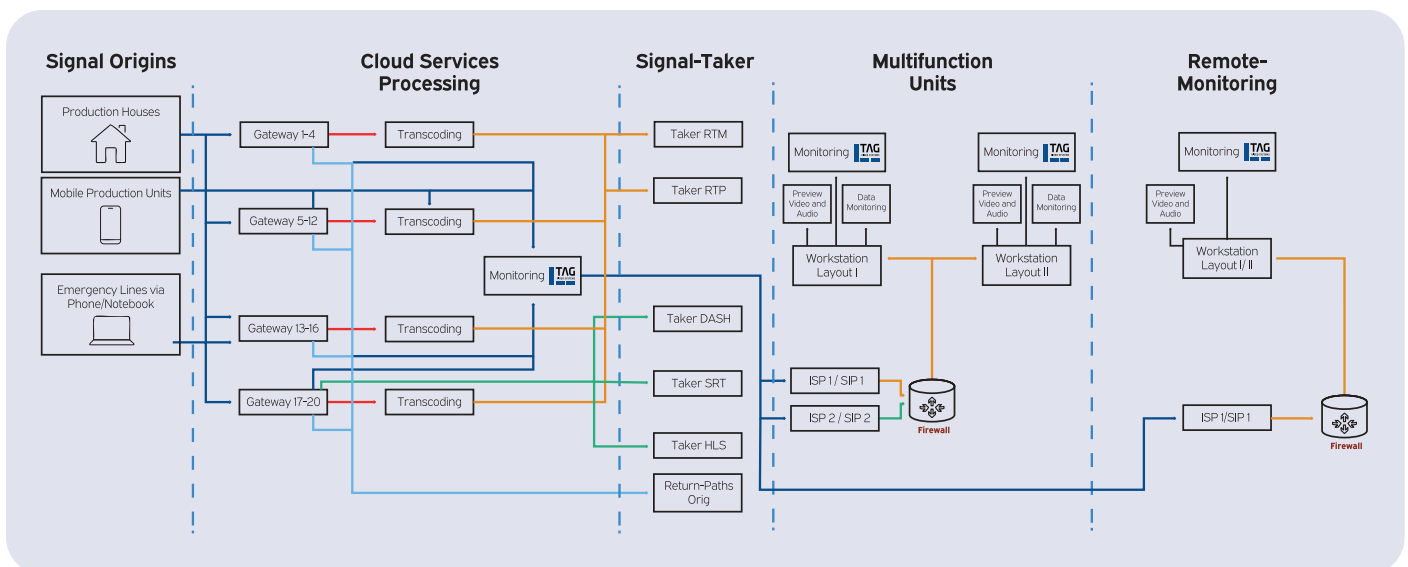 Signal Origins
Cloud Services
Processing
Signal-Taker
Multifunction
Units
Remote-
Monitoring
Production Houses
Mobile Production Units
Emergency Lines via
Phone/Notebook
Gateway 1-4
Transcoding
Gateway 5-12
Transcoding
Monitoring TAG
Gateway 13-16
Transcoding
Gateway 17-20
Transcoding
Taker RTM
Taker RTP
Taker DASH
Taker SRT
Taker HLS
Return-Paths
Orig
Monitoring TAG
Preview
Video and
Audio
Data
Monitoring
Workstation
Layout I
Monitoring TAG
Preview
Video and
Audio
Data
Monitoring
Workstation
Layout II
ISP 1 / SIP 1
ISP 2 / SIP 2
Firewall
Monitoring TAG
Preview
Video and
Audio
Workstation
Layout I/ II
ISP 1/SIP 1
Firewall